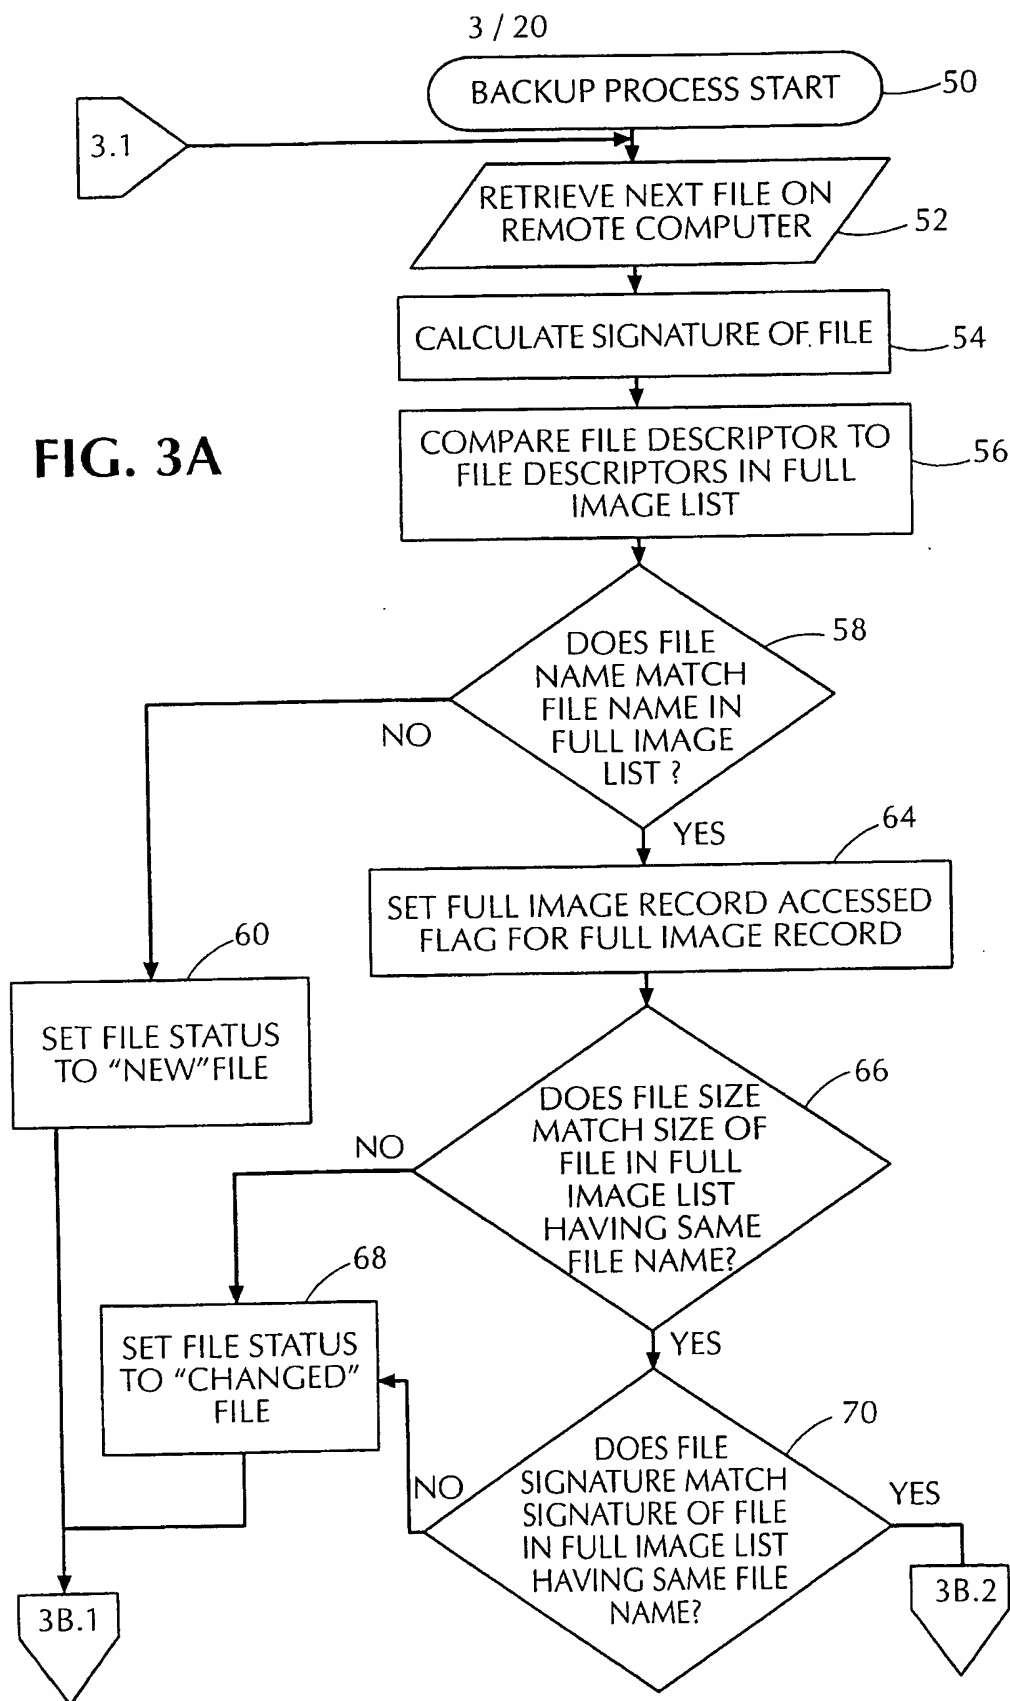 3 / 20
BACKUP PROCESS START
50
3.1
RETRIEVE NEXT FILE ON
REMOTE COMPUTER
52
CALCULATE SIGNATURE OF FILE
54
FIG. 3A
COMPARE FILE DESCRIPTOR TO
FILE DESCRIPTORS IN FULL
IMAGE LIST
56
DOES FILE
NAME MATCH
FILE NAME IN
FULL IMAGE
LIST ?
58
NO
YES
64
SET FULL IMAGE RECORD ACCESSED
FLAG FOR FULL IMAGE RECORD
60
SET FILE STATUS
TO "NEW"FILE
66
DOES FILE SIZE
MATCH SIZE OF
FILE IN FULL
IMAGE LIST
HAVING SAME
FILE NAME?
NO
68
SET FILE STATUS
TO "CHANGED"
FILE
YES
70
DOES FILE
SIGNATURE MATCH
SIGNATURE OF FILE
IN FULL IMAGE LIST
HAVING SAME FILE
NAME?
NO
YES
3B.1
3B.2